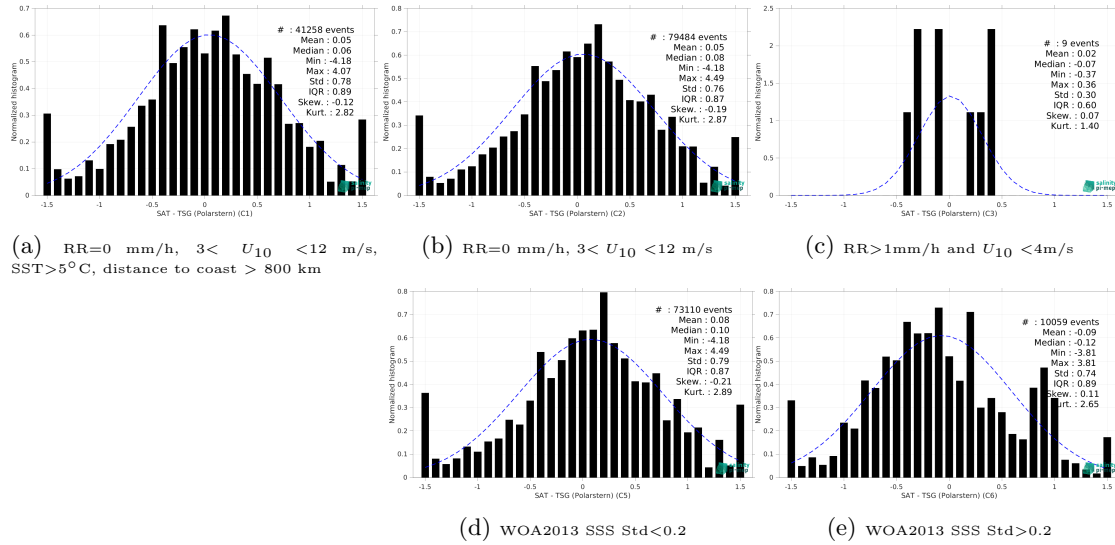 0.7
0.6
0.5
0.4
0.3
0.2
0.1
0
Normalized histogram
# : 41258 events
Mean : 0.05
Median : 0.06
Min : -4.18
Max : 4.07
Std : 0.78
IQR : 0.89
Skew. : -0.12
Kurt. : 2.82
salinity
pi-mep
-1.5 -1 -0.5 0 0.5 1 1.5
SAT - TSG (Polarstern) (C1)
(a) RR=0 mm/h, 3< U10 <12 m/s,
SST>5°C, distance to coast > 800 km
0.8
0.7
0.6
0.5
0.4
0.3
0.2
0.1
0
Normalized histogram
# : 79484 events
Mean : 0.05
Median : 0.08
Min : -4.18
Max : 4.49
Std : 0.76
IQR : 0.87
Skew. : -0.19
Kurt. : 2.87
salinity
pi-mep
-1.5 -1 -0.5 0 0.5 1 1.5
SAT - TSG (Polarstern) (C2)
(b) RR=0 mm/h, 3< U10 <12 m/s
2.5
2
1.5
1
0.5
0
Normalized histogram
# : 9 events
Mean : 0.02
Median : -0.07
Min : -0.37
Max : 0.36
Std : 0.30
IQR : 0.60
Skew. : 0.07
Kurt. : 1.40
salinity
pi-mep
-1.5 -1 -0.5 0 0.5 1 1.5
SAT - TSG (Polarstern) (C3)
(c) RR>1mm/h and U10 <4m/s
0.8
0.7
0.6
0.5
0.4
0.3
0.2
0.1
0
Normalized histogram
# : 73110 events
Mean : 0.08
Median : 0.10
Min : -4.18
Max : 4.49
Std : 0.79
IQR : 0.87
Skew. : -0.21
Kurt. : 2.89
salinity
pi-mep
-1.5 -1 -0.5 0 0.5 1 1.5
SAT - TSG (Polarstern) (C5)
(d) WOA2013 SSS Std<0.2
0.8
0.7
0.6
0.5
0.4
0.3
0.2
0.1
0
Normalized histogram
# : 10059 events
Mean : -0.09
Median : -0.12
Min : -3.81
Max : 3.81
Std : 0.74
IQR : 0.89
Skew. : 0.11
Kurt. : 2.65
salinity
pi-mep
-1.5 -1 -0.5 0 0.5 1 1.5
SAT - TSG (Polarstern) (C6)
(e) WOA2013 SSS Std>0.2